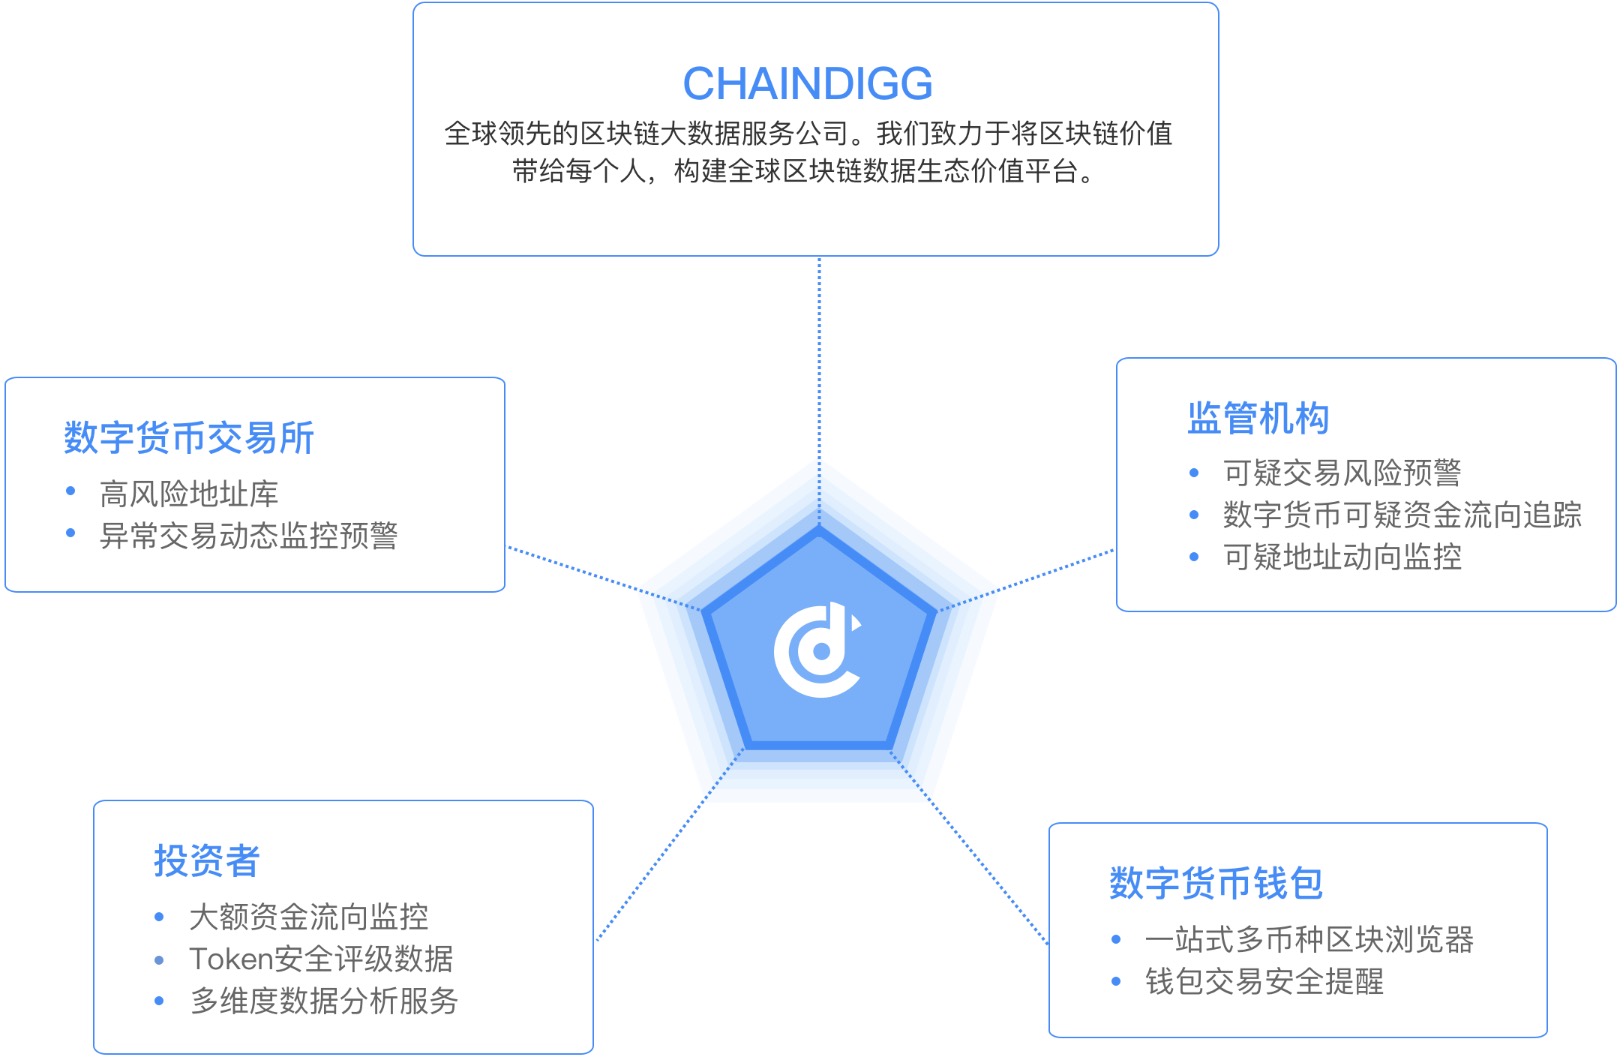 CHAINDIGG
全球领先的区块链大数据服务公司。我们致力于将区块链价值
带给每个人，构建全球区块链数据生态价值平台。
数字货币交易所
高风险地址库
异常交易动态监控预警
监管机构
可疑交易风险预警
数字货币可疑资金流向追踪
可疑地址动向监控
投资者
大额资金流向监控
Token安全评级数据
多维度数据分析服务
数字货币钱包
一站式多币种区块浏览器
钱包交易安全提醒